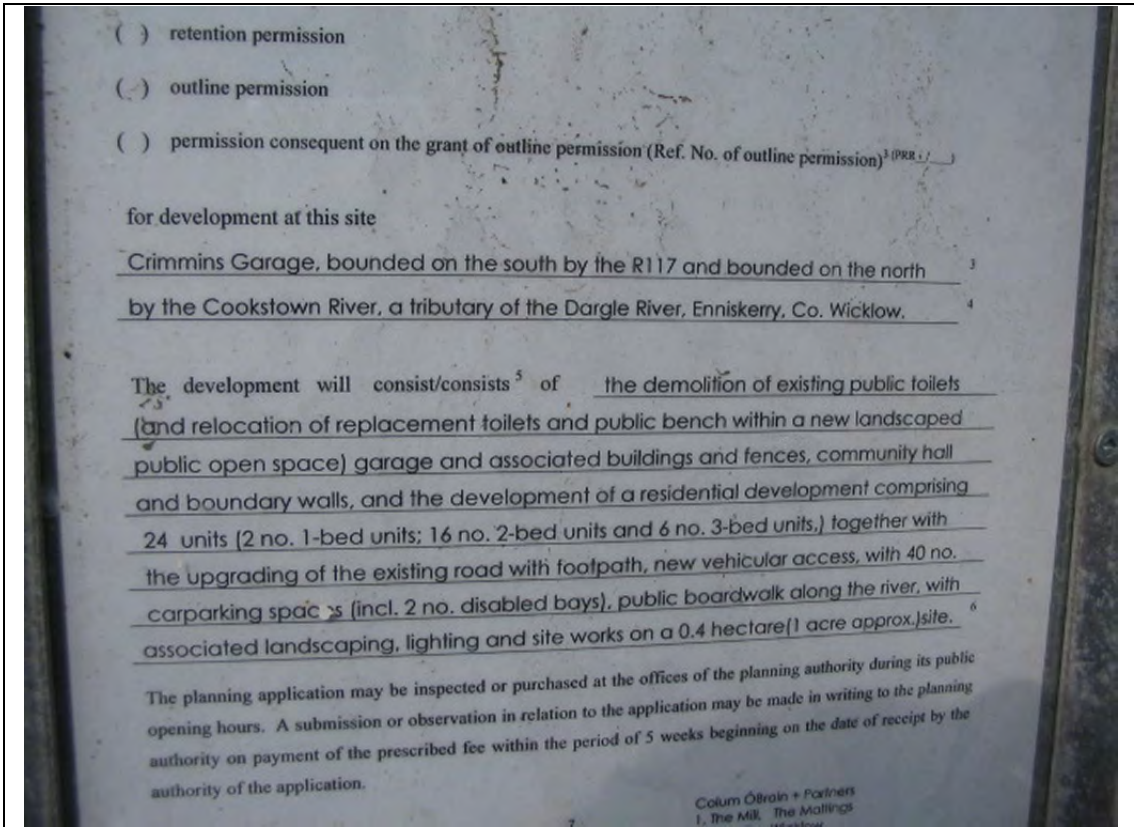 ( ) retention permission
( ) outline permission
( ) permission consequent on the grant of outline permission (Ref. No. of outline permission)³
for development at this site
Crimmins Garage, bounded on the south by the R117 and bounded on the north 3
by the Cookstown River, a tributary of the Dargle River, Enniskerry, Co. Wicklow. 4
The development will consist/consists 5 of the demolition of existing public toilets
(and relocation of replacement toilets and public bench within a new landscaped
public open space) garage and associated buildings and fences, community hall
and boundary walls, and the development of a residential development comprising
24 units (2 no. 1-bed units; 16 no. 2-bed units and 6 no. 3-bed units,) together with
the upgrading of the existing road with footpath, new vehicular access, with 40 no.
carparking spac s (incl. 2 no. disabled bays), public boardwalk along the river, with
associated landscaping, lighting and site works on a 0.4 hectare(1 acre approx.)site. 6
The planning application may be inspected or purchased at the offices of the planning authority during its public
opening hours. A submission or observation in relation to the application may be made in writing to the planning
authority on payment of the prescribed fee within the period of 5 weeks beginning on the date of receipt by the
authority of the application.
Colum ÓBroin + Partners
1, The Mill, The Maltings